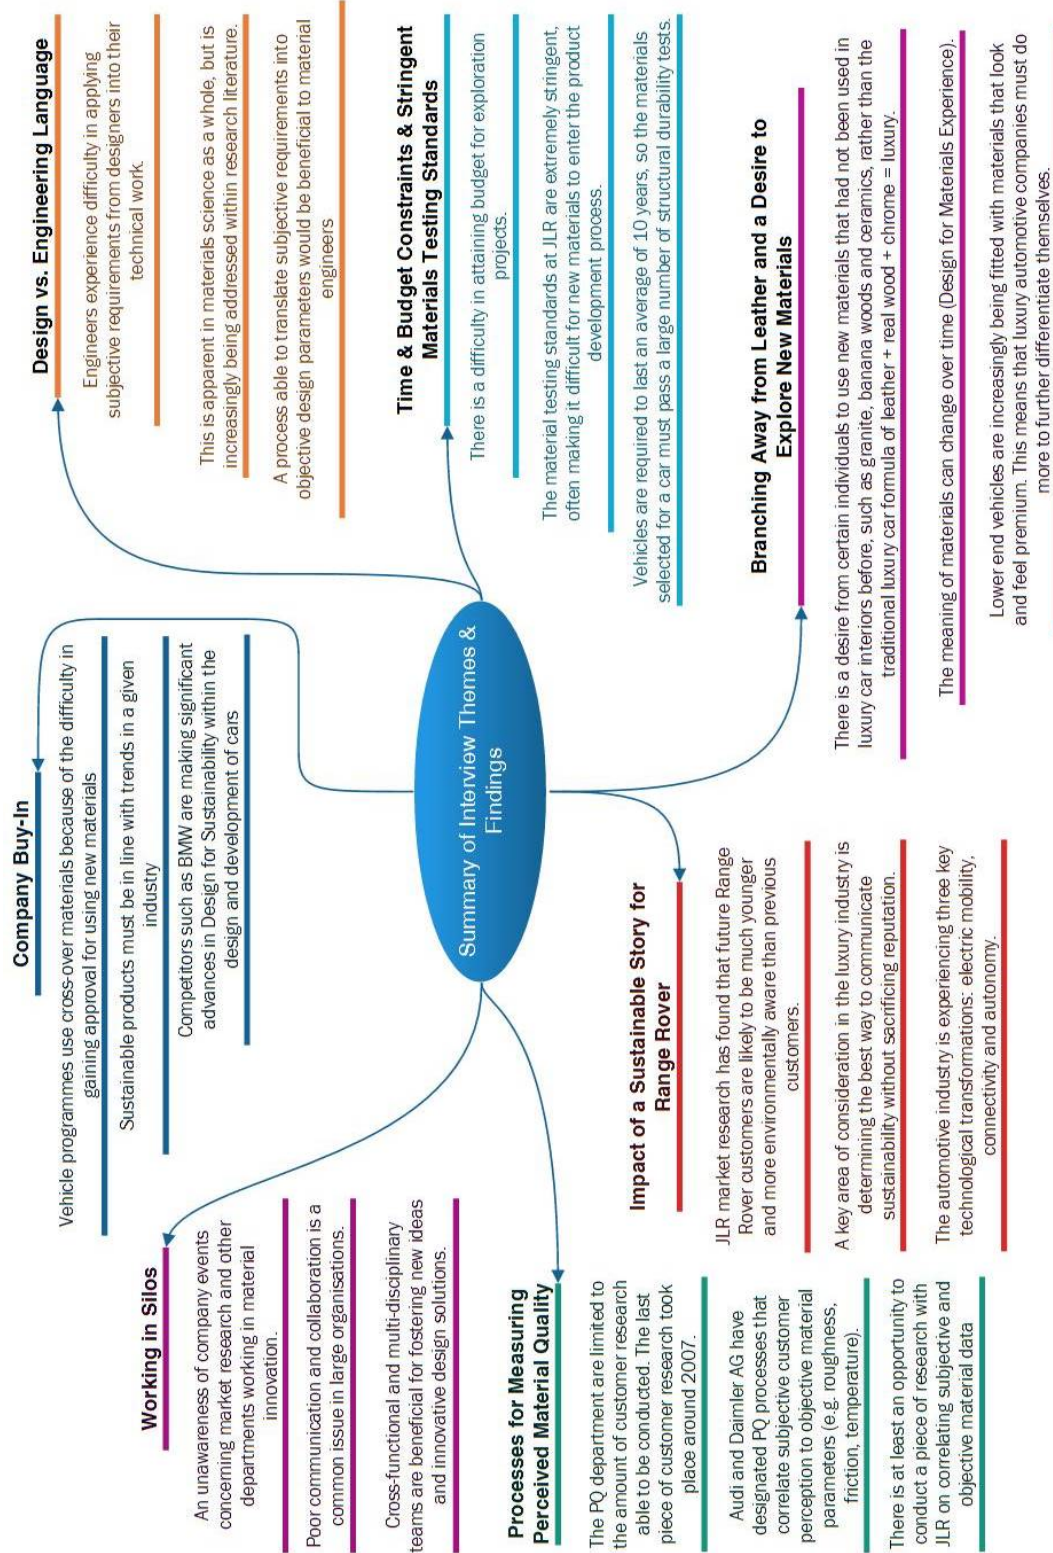 Summary of Interview Themes &
Findings
Working in Silos
An unawareness of company events
concerning market research and other
departments working in material
innovation.
Poor communication and collaboration is a
common issue in large organisations.
Cross-functional and multi-disciplinary
teams are beneficial for fostering new ideas
and innovative design solutions.
Company Buy-In
Vehicle programmes use cross-over materials because of the difficulty in
gaining approval for using new materials
Sustainable products must be in line with trends in a given
industry
Competitors such as BMW are making significant
advances in Design for Sustainability within the
design and development of cars
Design vs. Engineering Language
Engineers experience difficulty in applying
subjective requirements from designers into their
technical work.
This is apparent in materials science as a whole, but is
increasingly being addressed within research literature.
A process able to translate subjective requirements into
objective design parameters would be beneficial to material
engineers
Time & Budget Constraints & Stringent
Materials Testing Standards
There is a difficulty in attaining budget for exploration
projects.
The material testing standards at JLR are extremely stringent,
often making it difficult for new materials to enter the product
development process.
Vehicles are required to last an average of 10 years, so the materials
selected for a car must pass a large number of structural durability tests.
Processes for Measuring
Perceived Material Quality
The PQ department are limited to
the amount of customer research
able to be conducted. The last
piece of customer research took
place around 2007.
Audi and Daimler AG have
designated PQ processes that
correlate subjective customer
perception to objective material
parameters (e.g. roughness,
friction, temperature).
There is at least an opportunity to
conduct a piece of research with
JLR on correlating subjective and
objective material data
Impact of a Sustainable Story for
Range Rover
JLR market research has found that future Range
Rover customers are likely to be much younger
and more environmentally aware than previous
customers.
A key area of consideration in the luxury industry is
determining the best way to communicate
sustainability without sacrificing reputation.
The automotive industry is experiencing three key
technological transformations: electric mobility,
connectivity and autonomy.
Branching Away from Leather and a Desire to
Explore New Materials
There is a desire from certain individuals to use new materials that had not been used in
luxury car interiors before, such as granite, banana woods and ceramics, rather than the
traditional luxury car formula of leather + real wood + chrome = luxury.
The meaning of materials can change over time (Design for Materials Experience).
Lower end vehicles are increasingly being fitted with materials that look
and feel premium. This means that luxury automotive companies must do
more to further differentiate themselves.